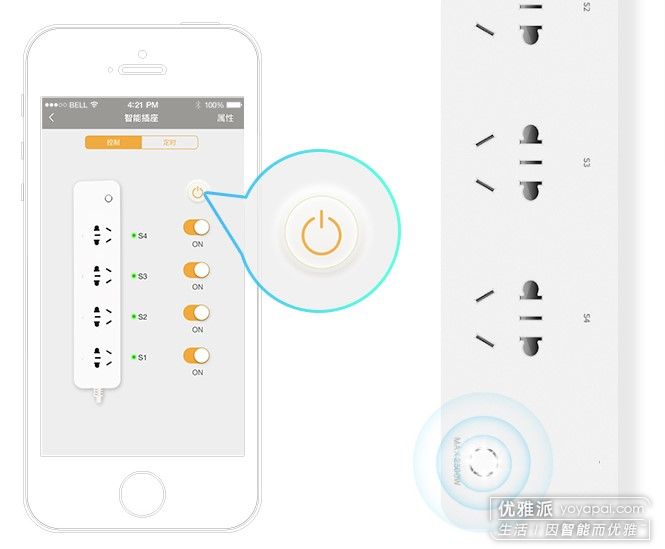 ●●●○○ BELL 4:21 PM 100%
智能插座 属性
控制 定时
S4
ON
S3
ON
S2
ON
S1
ON
S2
S3
S4
MAX 2500W
优雅派 yoyapai.com
生活 || 因智能而优雅